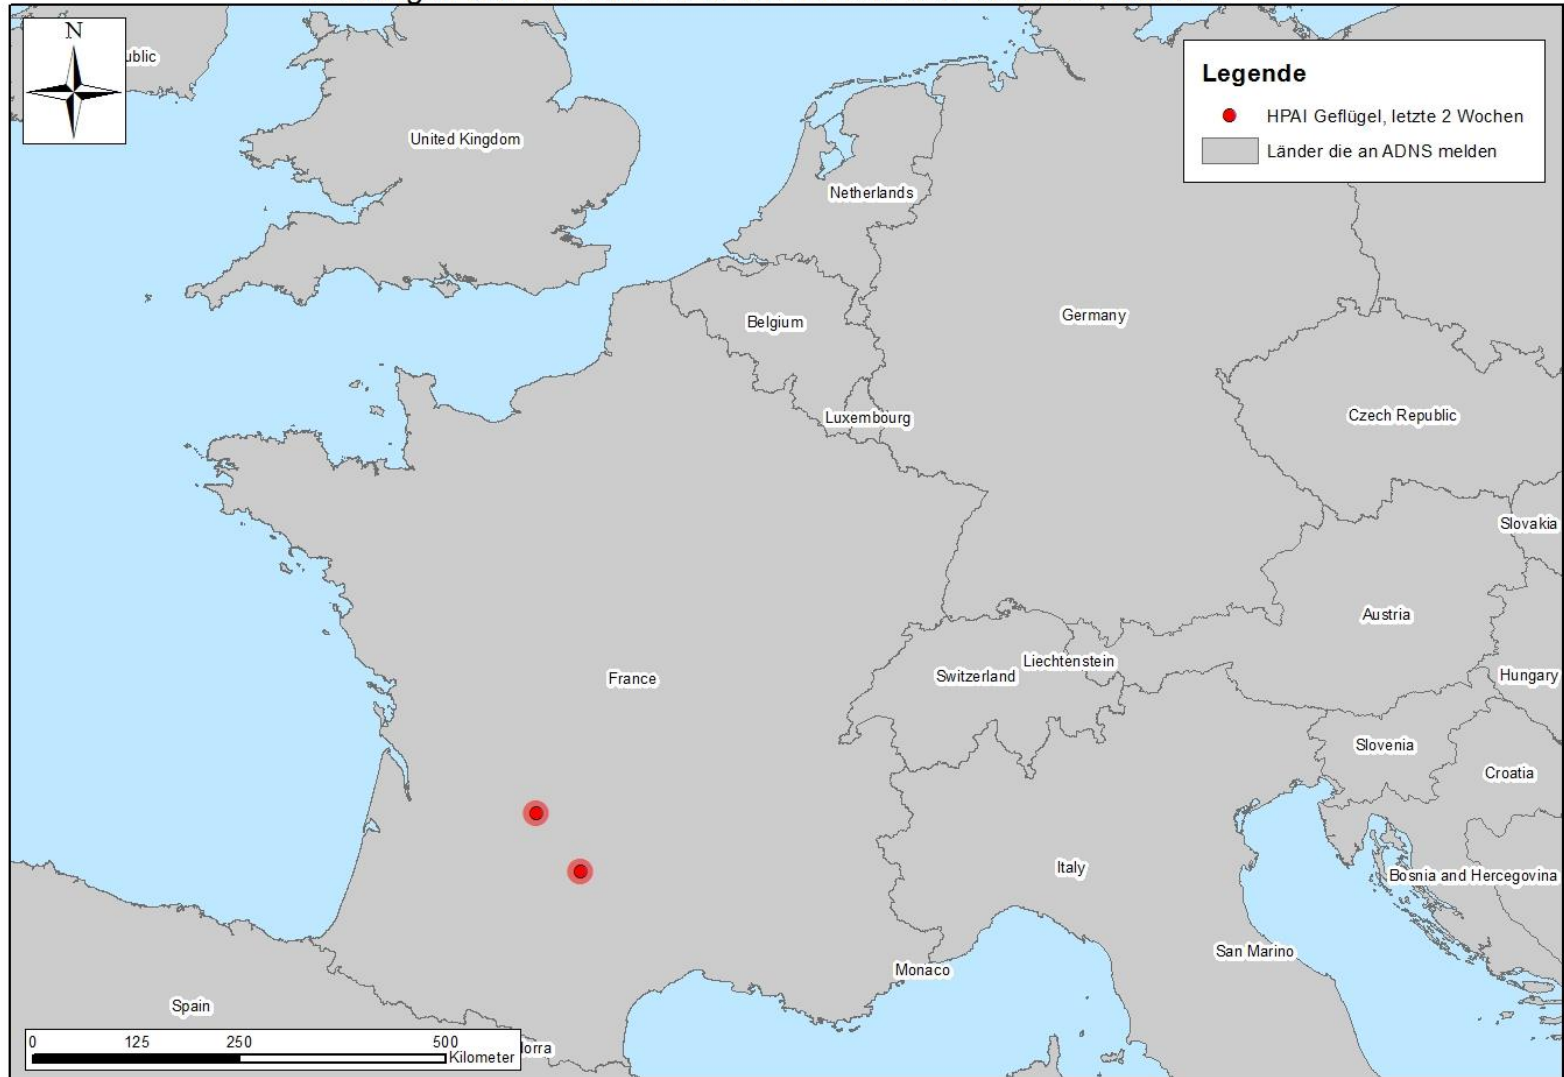 N
ublic
United Kingdom
Legende
HPAI Geflügel, letzte 2 Wochen
Länder die an ADNS melden
Netherlands
Belgium
Germany
Luxembourg
Czech Republic
Slovakia
Austria
France
Switzerland
Liechtenstein
Hungary
Slovenia
Croatia
Italy
Bosnia and Hercegovina
San Marino
Monaco
Spain
0 125 250 500
Kilometer
lorra